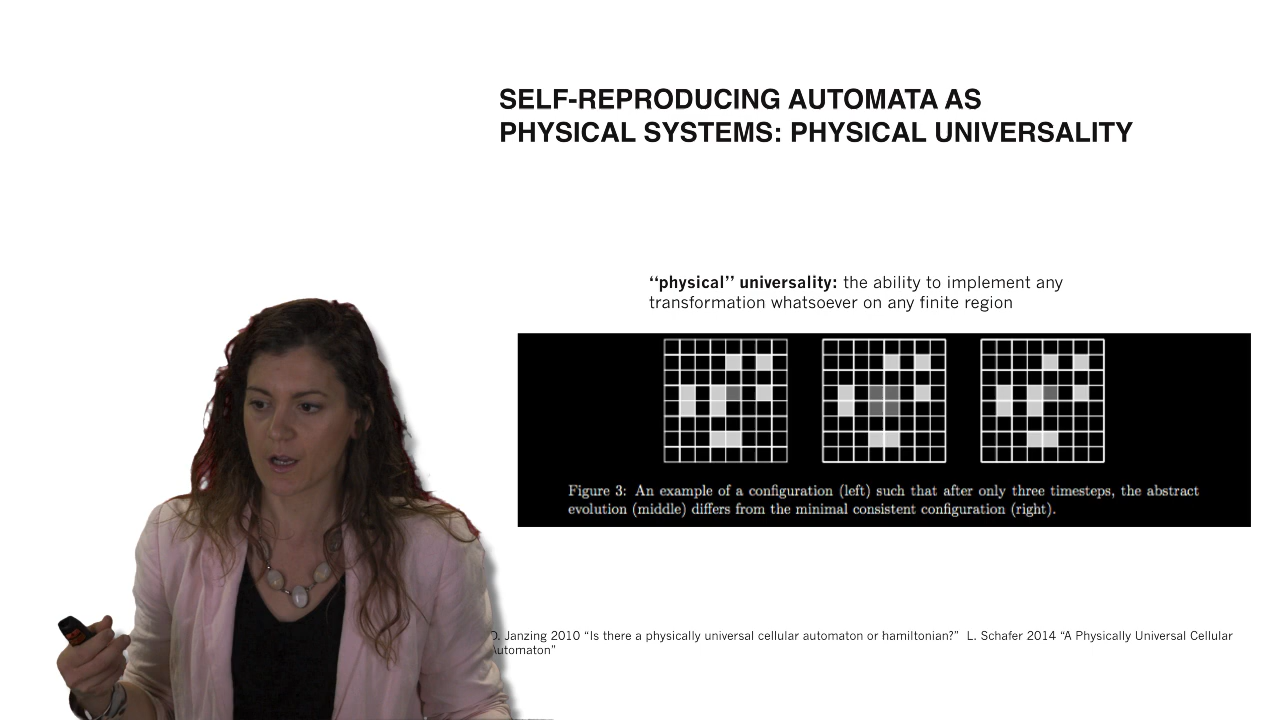 SELF-REPRODUCING AUTOMATA AS
PHYSICAL SYSTEMS: PHYSICAL UNIVERSALITY
“physical” universality: the ability to implement any
transformation whatsoever on any finite region
Figure 3: An example of a configuration (left) such that after only three timesteps, the abstract
evolution (middle) differs from the minimal consistent configuration (right).
D. Janzing 2010 “Is there a physically universal cellular automaton or hamiltonian?” L. Schafer 2014 “A Physically Universal Cellular
Automaton”